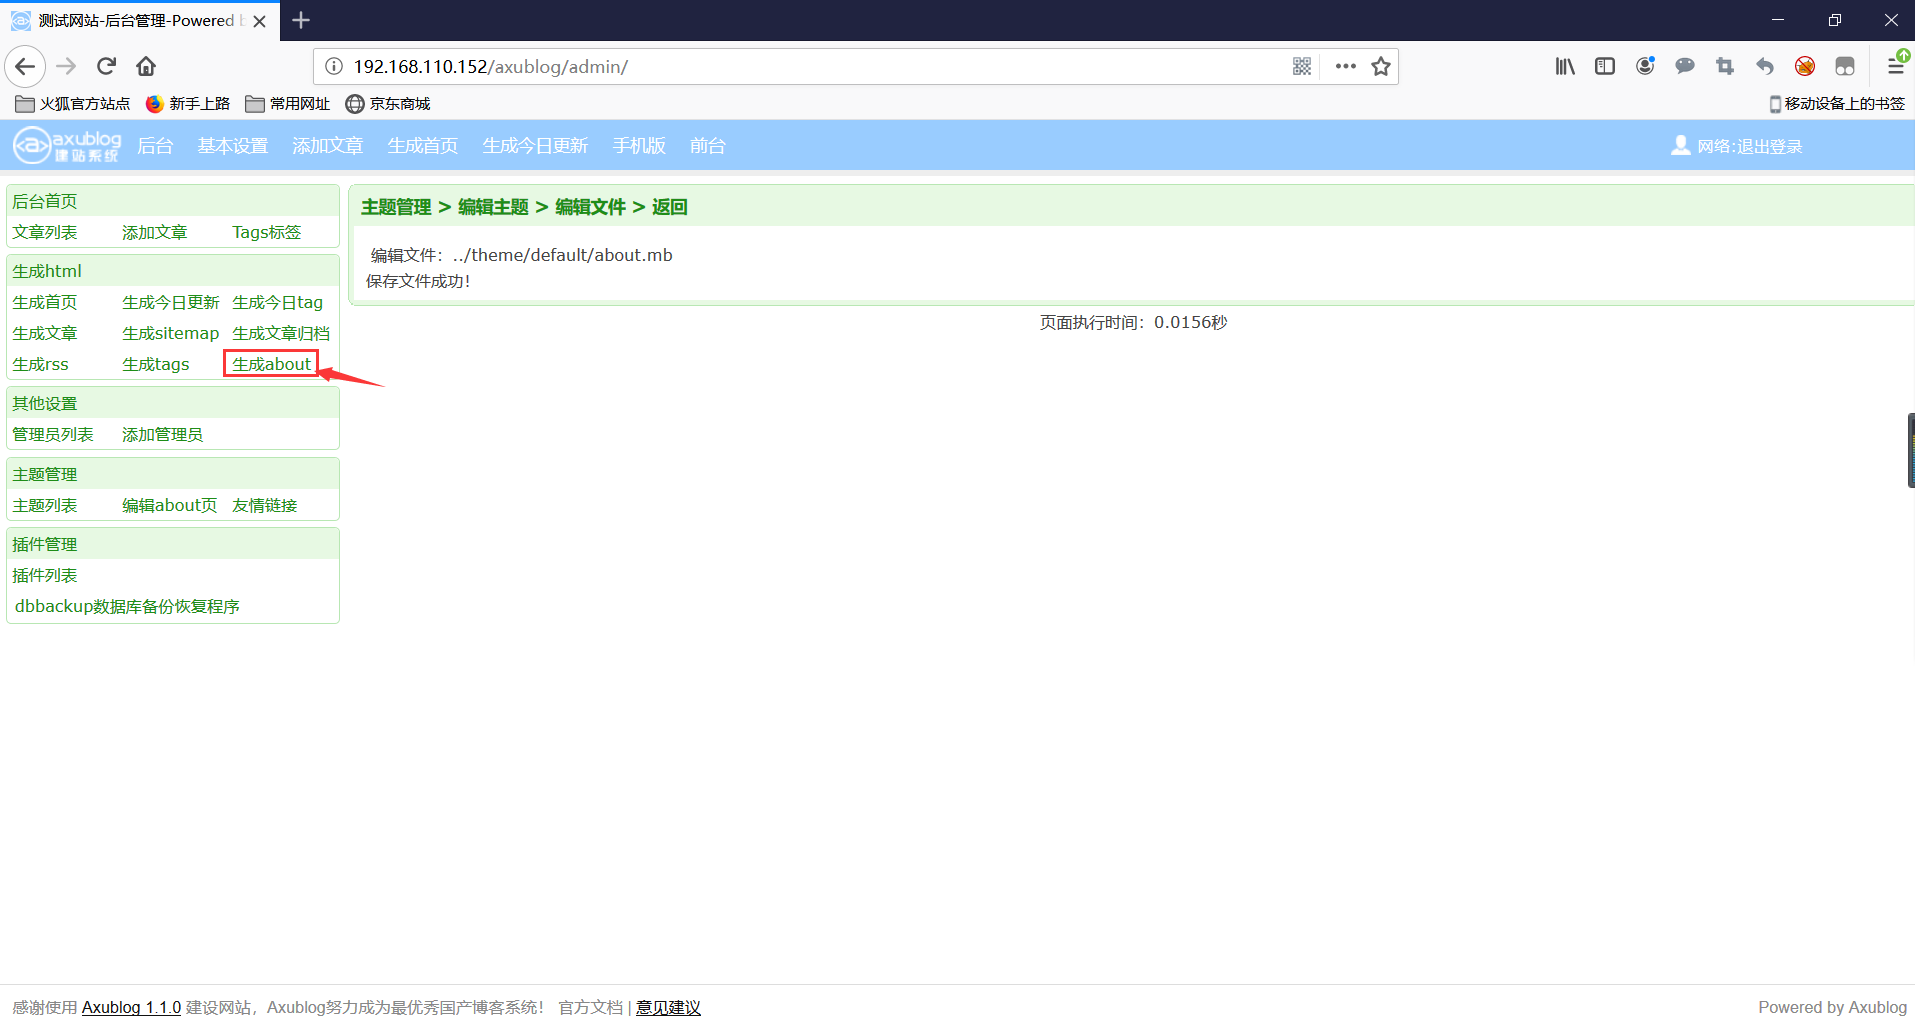 测试网站-后台管理-Powered b
192.168.110.152/axublog/admin/
火狐官方站点 新手上路 常用网址 京东商城 移动设备上的书签
axublog 建站系统 后台 基本设置 添加文章 生成首页 生成今日更新 手机版 前台 网络:退出登录
后台首页
文章列表 添加文章 Tags标签
生成html
生成首页 生成今日更新 生成今日tag
生成文章 生成sitemap 生成文章归档
生成rss 生成tags 生成about
其他设置
管理员列表 添加管理员
主题管理
主题列表 编辑about页 友情链接
插件管理
插件列表
dbbackup数据库备份恢复程序
主题管理 > 编辑主题 > 编辑文件 > 返回
编辑文件：../theme/default/about.mb
保存文件成功！
页面执行时间：0.0156秒
感谢使用 Axublog 1.1.0 建设网站，Axublog努力成为最优秀国产博客系统！ 官方文档 | 意见建议 Powered by Axublog